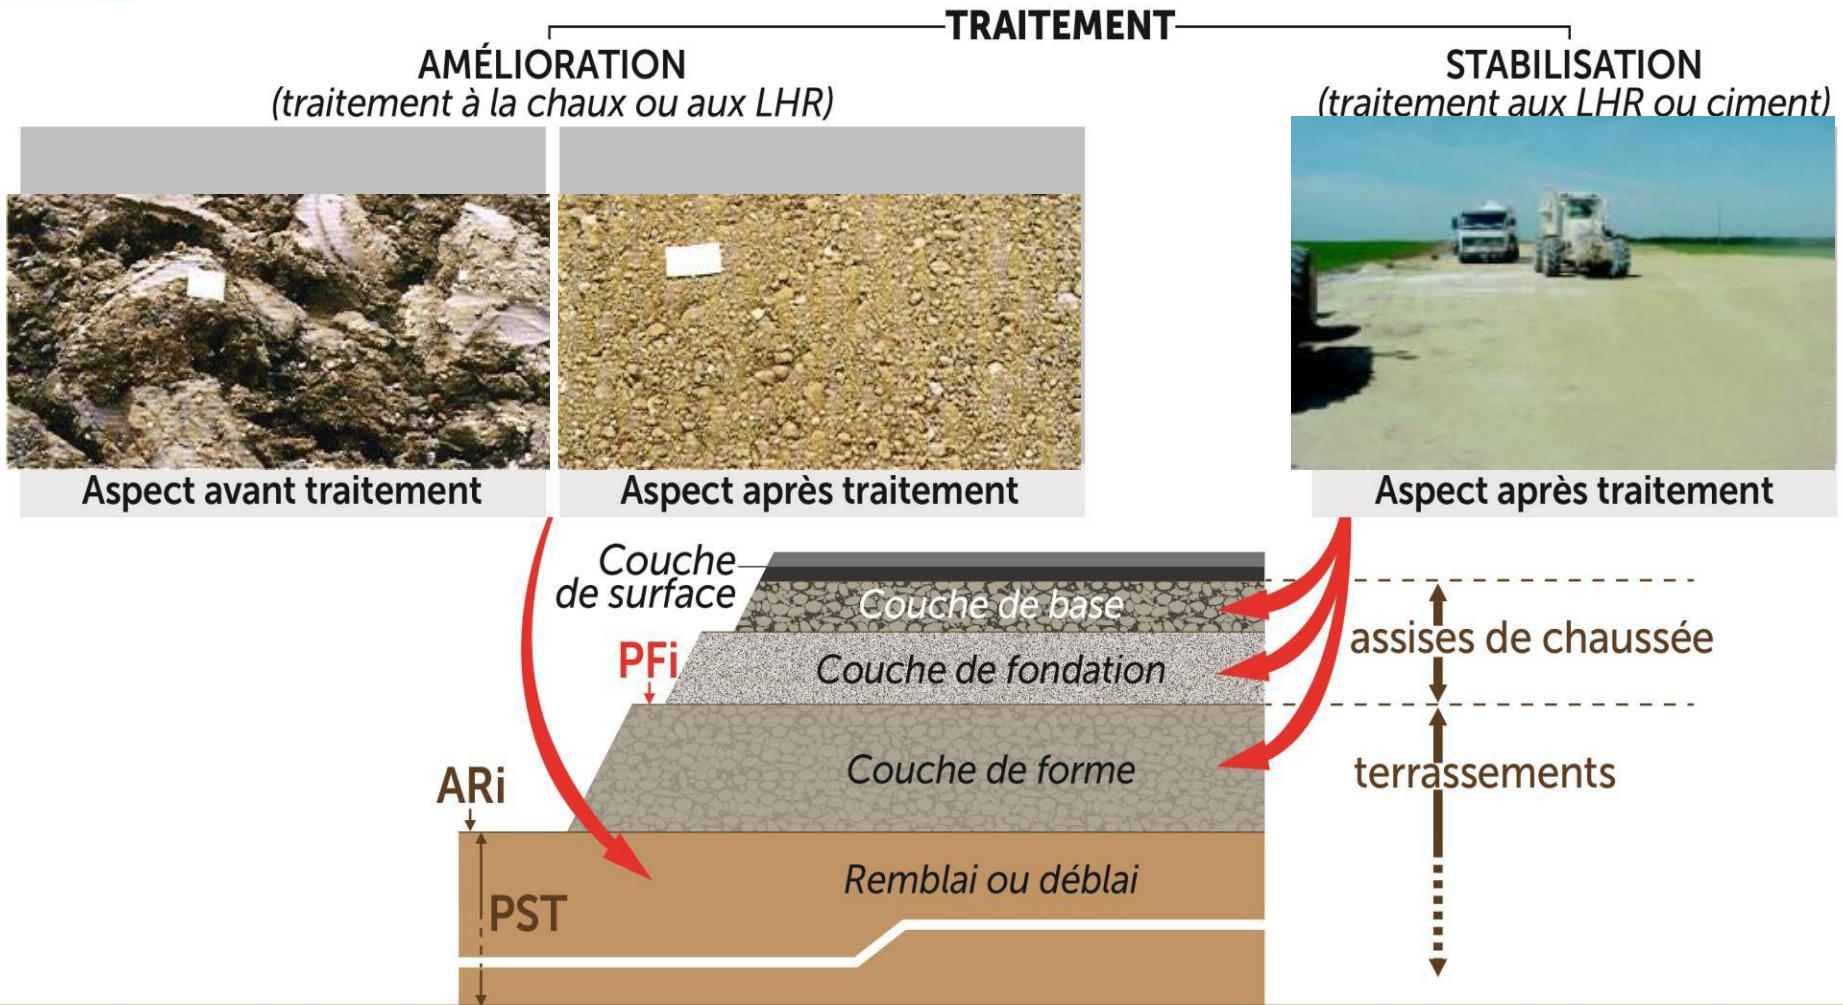 TRAITEMENT
AMÉLIORATION
(traitement à la chaux ou aux LHR)
STABILISATION
(traitement aux LHR ou ciment)
Aspect avant traitement
Aspect après traitement
Aspect après traitement
Couche
de surface
Couche de base
assises de chaussée
PFi
Couche de fondation
Couche de forme
terrassements
ARi
Remblai ou déblai
PST